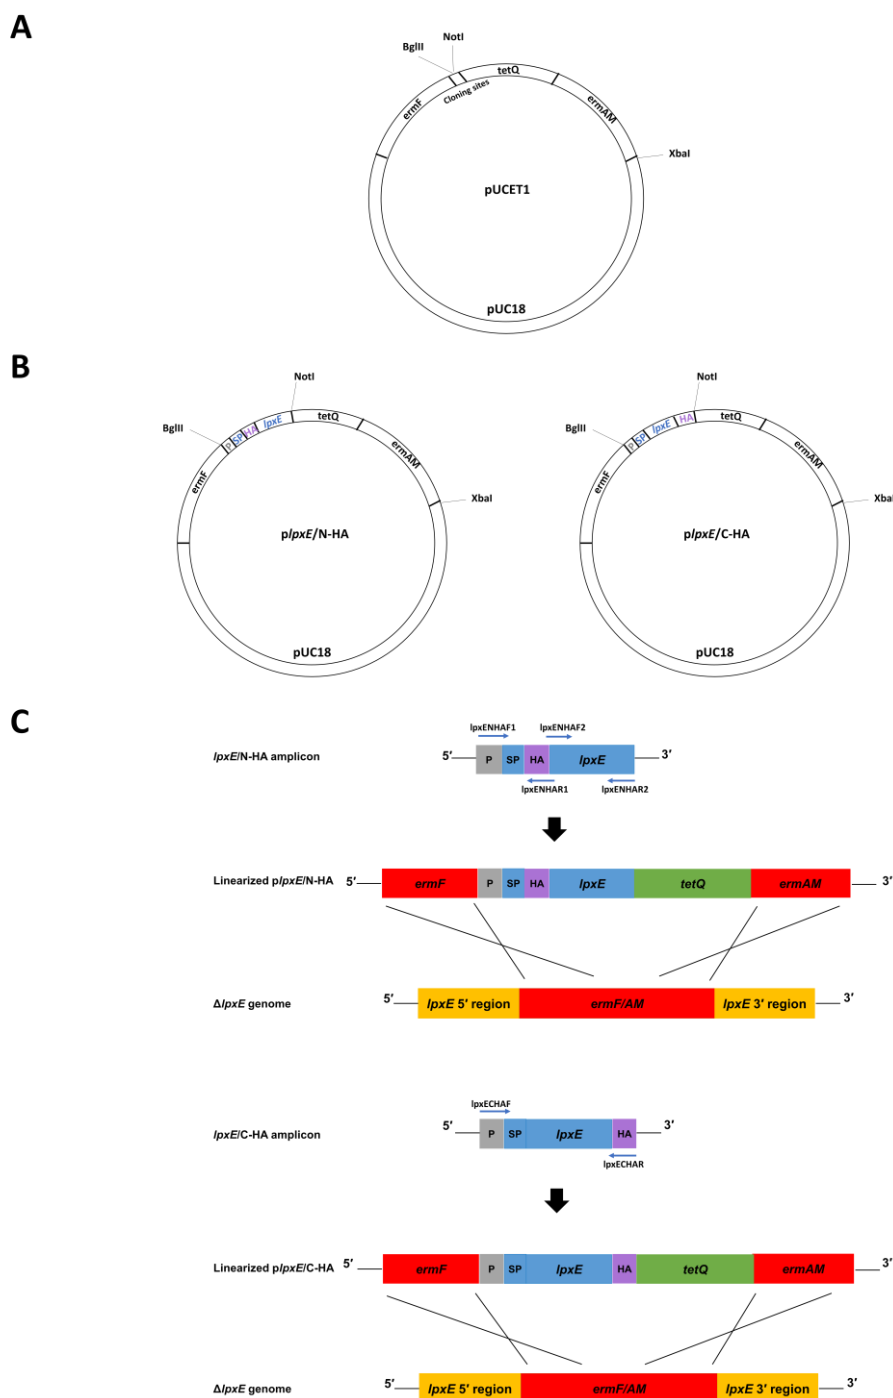 A
NotI
BglII
tetQ
Cloning sites
ermF
ermAM
XbaI
pUCET1
pUC18
B
NotI
BglII
P
SP
HA
lpxE
tetQ
ermF
ermAM
XbaI
plpxE/N-HA
pUC18
NotI
BglII
P
SP
lpxE
HA
tetQ
ermF
ermAM
XbaI
plpxE/C-HA
pUC18
C
lpxENHAF1 lpxENHAF2
lpxE/N-HA amplicon 5′ P SP HA lpxE 3′
lpxENHAR1 lpxENHAR2
Linearized plpxE/N-HA 5′ ermF P SP HA lpxE tetQ ermAM 3′
ΔlpxE genome 5′ lpxE 5′ region ermF/AM lpxE 3′ region 3′
lpxECHAF
lpxE/C-HA amplicon 5′ P SP lpxE HA 3′
lpxECHAR
Linearized plpxE/C-HA 5′ ermF P SP lpxE HA tetQ ermAM 3′
ΔlpxE genome 5′ lpxE 5′ region ermF/AM lpxE 3′ region 3′